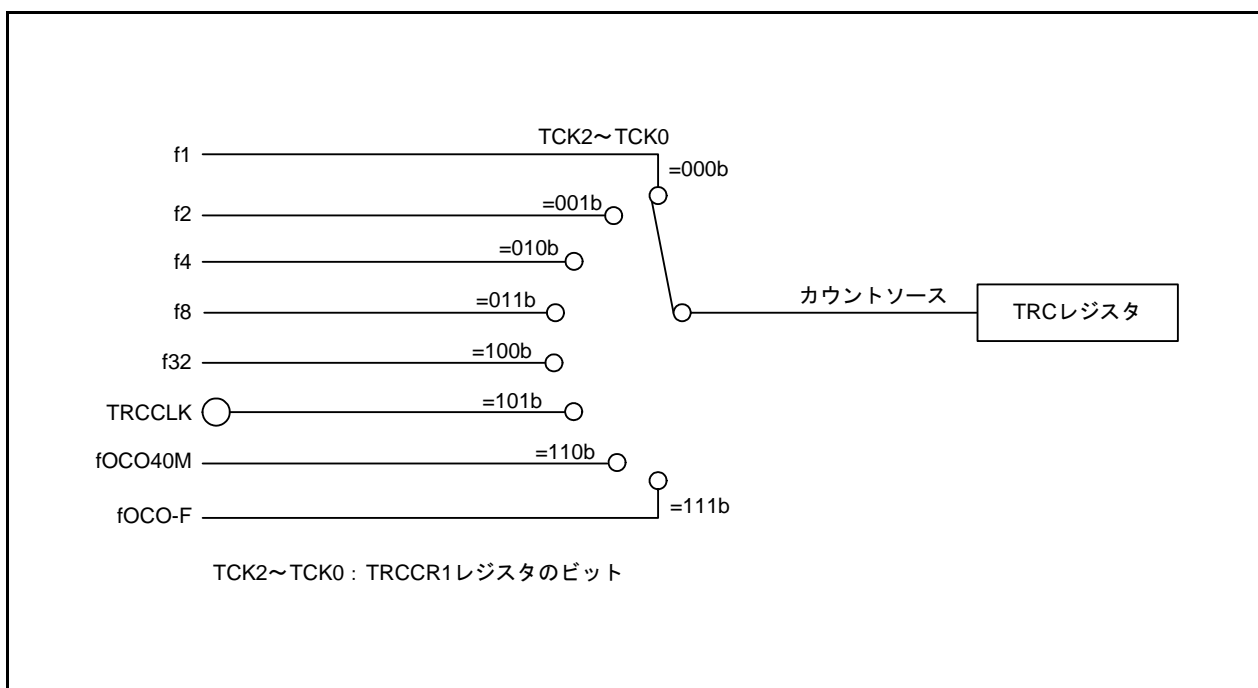 TCK2～TCK0
f1
=000b
f2
=001b
f4
=010b
f8
=011b
カウントソース
TRCレジスタ
f32
=100b
TRCCLK
=101b
fOCO40M
=110b
fOCO-F
=111b
TCK2～TCK0 : TRCCR1レジスタのビット